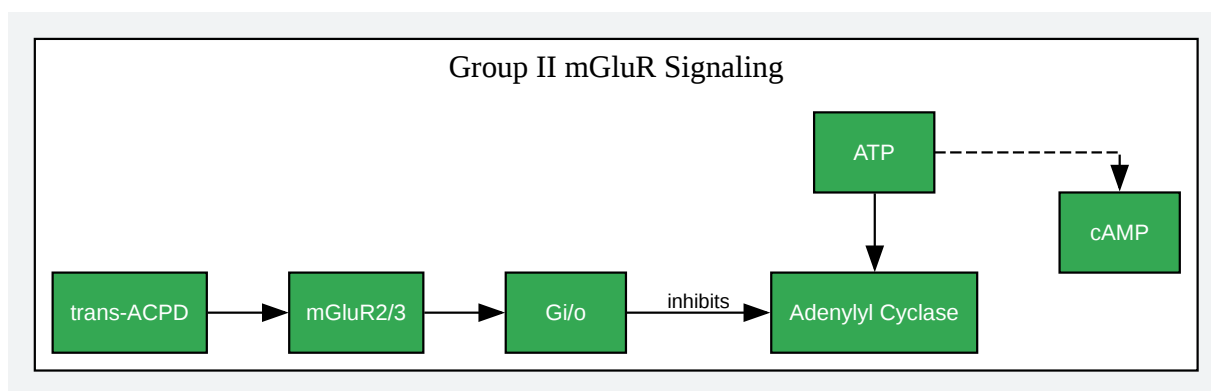 Group II mGluR Signaling
ATP
cAMP
trans-ACPD
mGluR2/3
Gi/o
inhibits
Adenylyl Cyclase